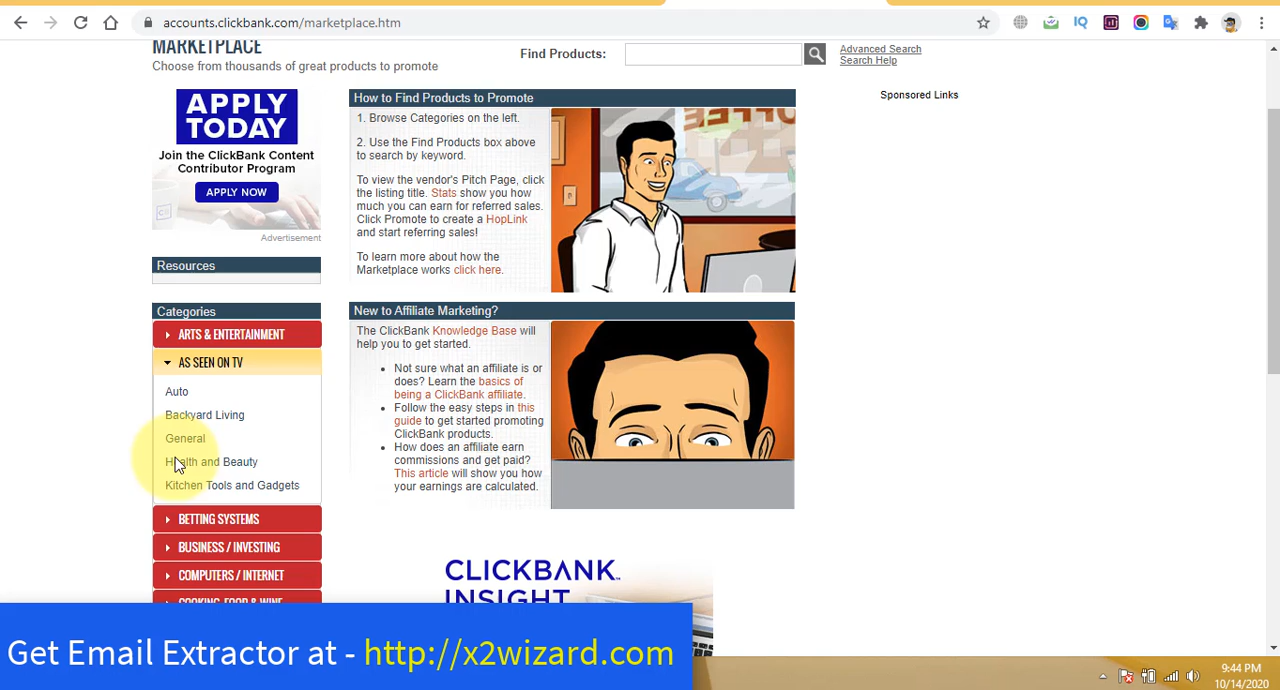 accounts.clickbank.com/marketplace.htm
MARKETPLACE
Choose from thousands of great products to promote
Find Products:
Advanced Search
Search Help
APPLY
TODAY
Join the ClickBank Content
Contributor Program
APPLY NOW
Advertisement
Resources
Categories
ARTS & ENTERTAINMENT
AS SEEN ON TV
Auto
Backyard Living
General
Health and Beauty
Kitchen Tools and Gadgets
BETTING SYSTEMS
BUSINESS / INVESTING
COMPUTERS / INTERNET
COOKING, FOOD & WINE
How to Find Products to Promote
1. Browse Categories on the left.
2. Use the Find Products box above
to search by keyword.
To view the vendor's Pitch Page, click
the listing title. Stats show you how
much you can earn for referred sales.
Click Promote to create a HopLink
and start referring sales!
To learn more about how the
Marketplace works click here.
COFFEE
New to Affiliate Marketing?
The ClickBank Knowledge Base will
help you to get started.
Not sure what an affiliate is or
does? Learn the basics of
being a ClickBank affiliate.
Follow the easy steps in this
guide to get started promoting
ClickBank products.
How does an affiliate earn
commissions and get paid?
This article will show you how
your earnings are calculated.
CLICKBANK
INSIGHT
Sponsored Links
Get Email Extractor at - http://x2wizard.com
9:44 PM
10/14/2020